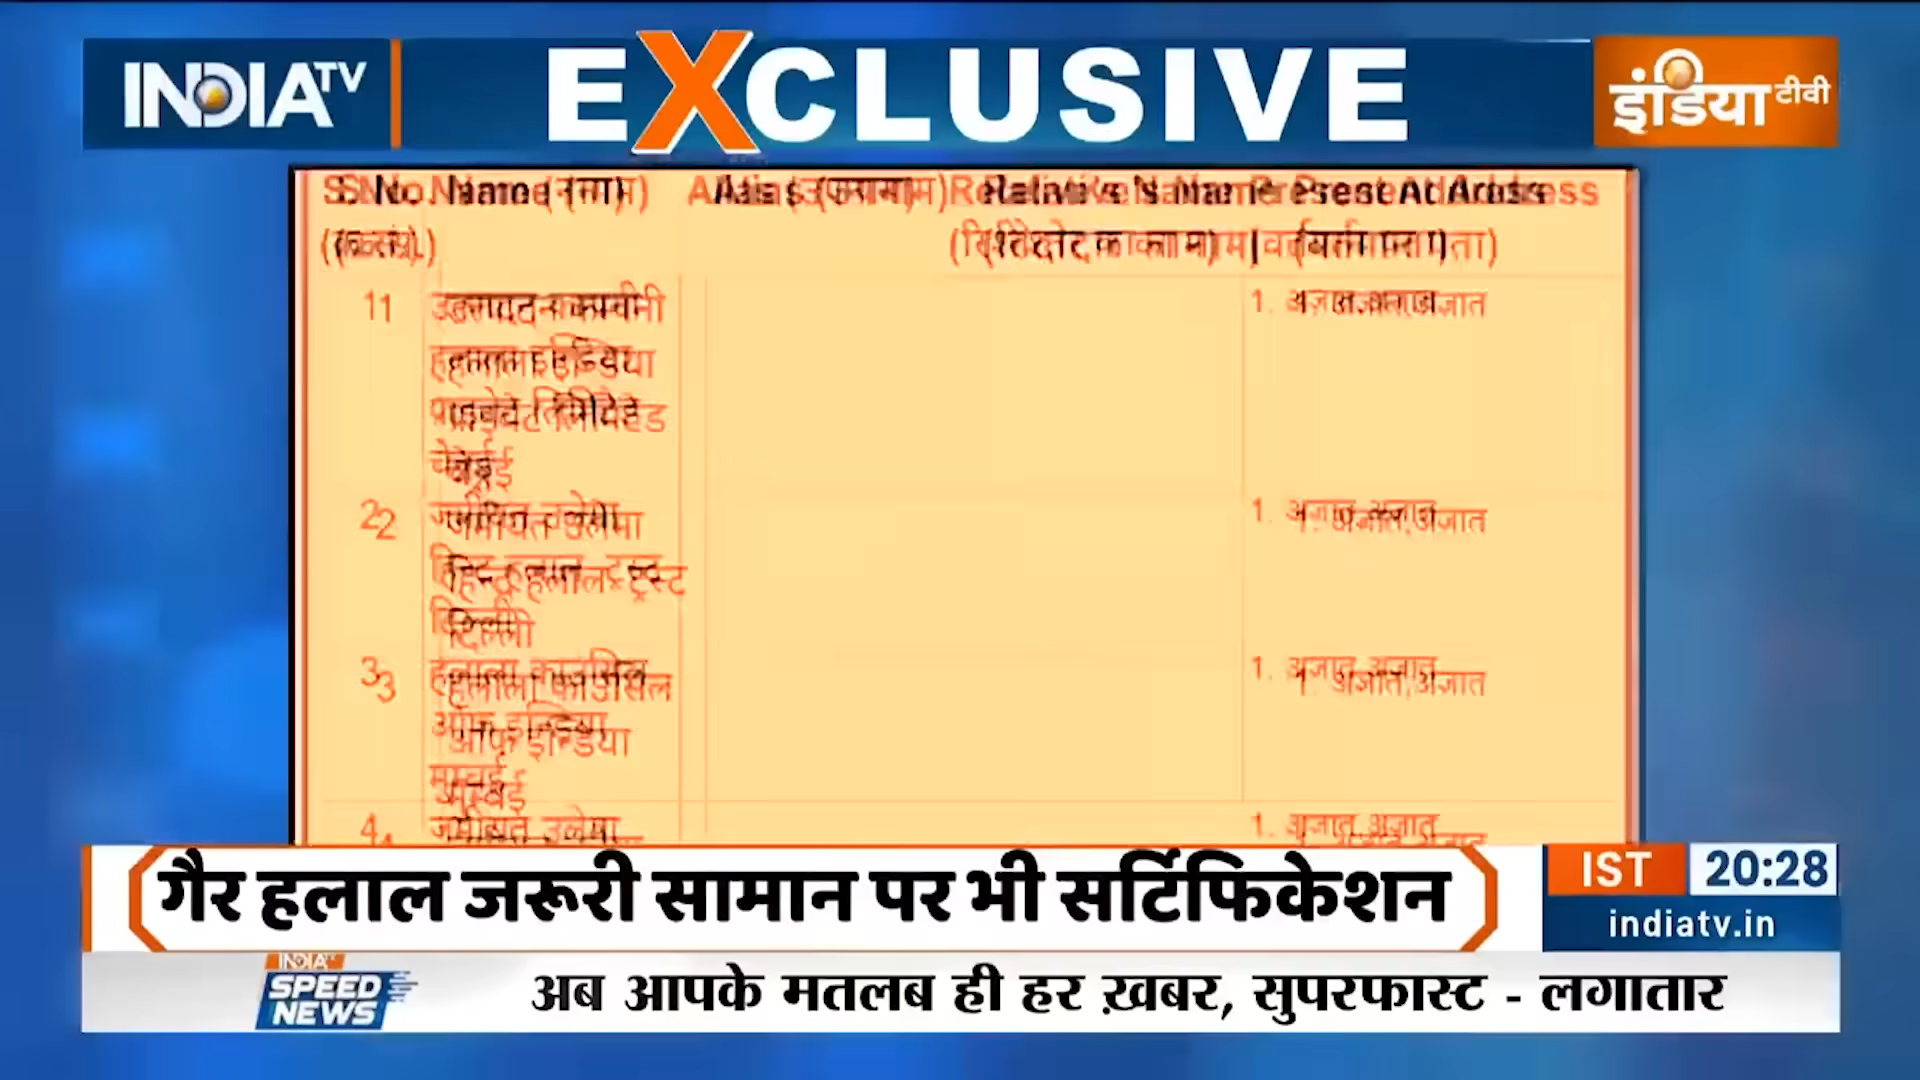 INDIA TV
EXCLUSIVE
इंडिया टीवी
S.No. Name (नाम) Alias (उपनाम) Relative's Name Present Address
(क्र.सं.) (रिश्तेदार का नाम) (वर्तमान पता)
1 उत्पादन कम्पनी 1. अज्ञात,अज्ञात
हलाल इण्डिया
प्राइवेट लिमिटेड
चेन्नई
2 जमीयत उलेमा 1. अज्ञात,अज्ञात
हिन्द हलाल ट्रस्ट
दिल्ली
3 हलाला काउंसिल 1. अज्ञात,अज्ञात
ऑफ इन्डिया
मुम्बई
4 जमीयत उलेमा 1. अज्ञात,अज्ञात
गैर हलाल जरूरी सामान पर भी सर्टिफिकेशन
IST 20:28
indiatv.in
INDIA TV
SPEED
NEWS
अब आपके मतलब ही हर ख़बर, सुपरफास्ट - लगातार